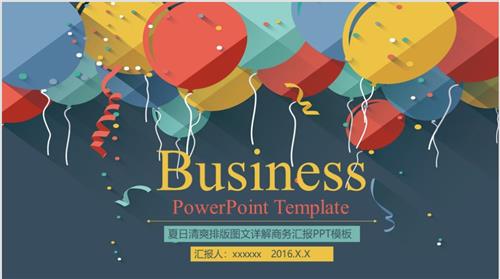 Business
PowerPoint Template
夏日清爽排版图文详解商务汇报PPT模板
汇报人：xxxxxx 2016.X.X